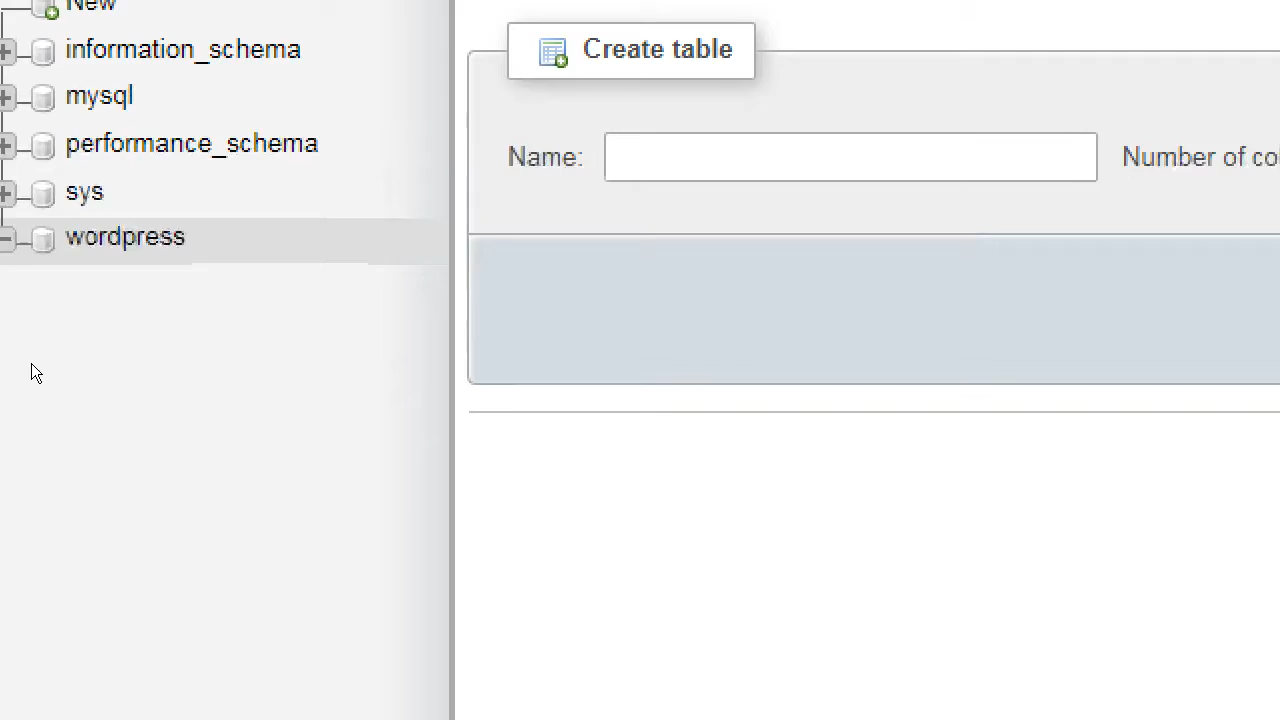 New
information_schema
mysql
performance_schema
sys
wordpress
Create table
Name:
Number of co